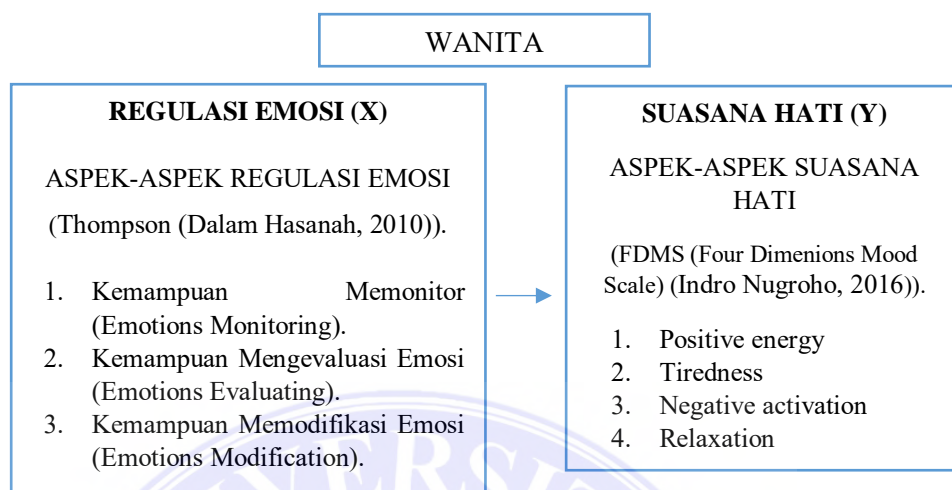 WANITA
REGULASI EMOSI (X)
ASPEK-ASPEK REGULASI EMOSI
(Thompson (Dalam Hasanah, 2010)).
1. Kemampuan Memonitor
(Emotions Monitoring).
2. Kemampuan Mengevaluasi Emosi
(Emotions Evaluating).
3. Kemampuan Memodifikasi Emosi
(Emotions Modification).
SUASANA HATI (Y)
ASPEK-ASPEK SUASANA
HATI
(FDMS (Four Dimenions Mood
Scale) (Indro Nugroho, 2016)).
1. Positive energy
2. Tiredness
3. Negative activation
4. Relaxation